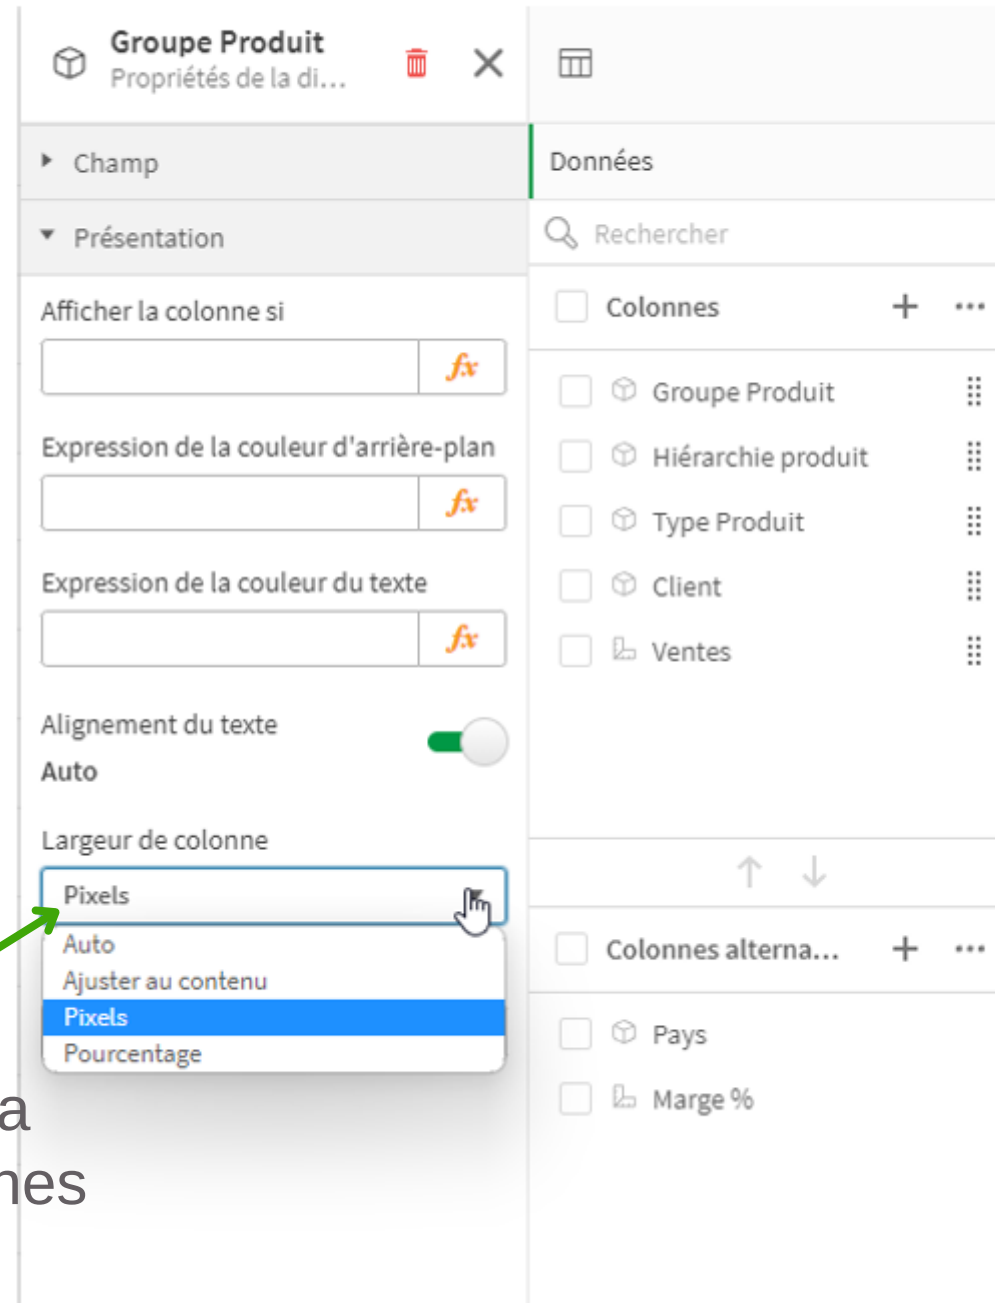 Groupe Produit
Propriétés de la di...
Champ
Présentation
Afficher la colonne si
fx
Expression de la couleur d'arrière-plan
fx
Expression de la couleur du texte
fx
Alignement du texte
Auto
Largeur de colonne
Pixels
Auto
Ajuster au contenu
Pixels
Pourcentage
a
nes
Données
Rechercher
Colonnes
Groupe Produit
Hiérarchie produit
Type Produit
Client
Ventes
Colonnes alterna...
Pays
Marge %